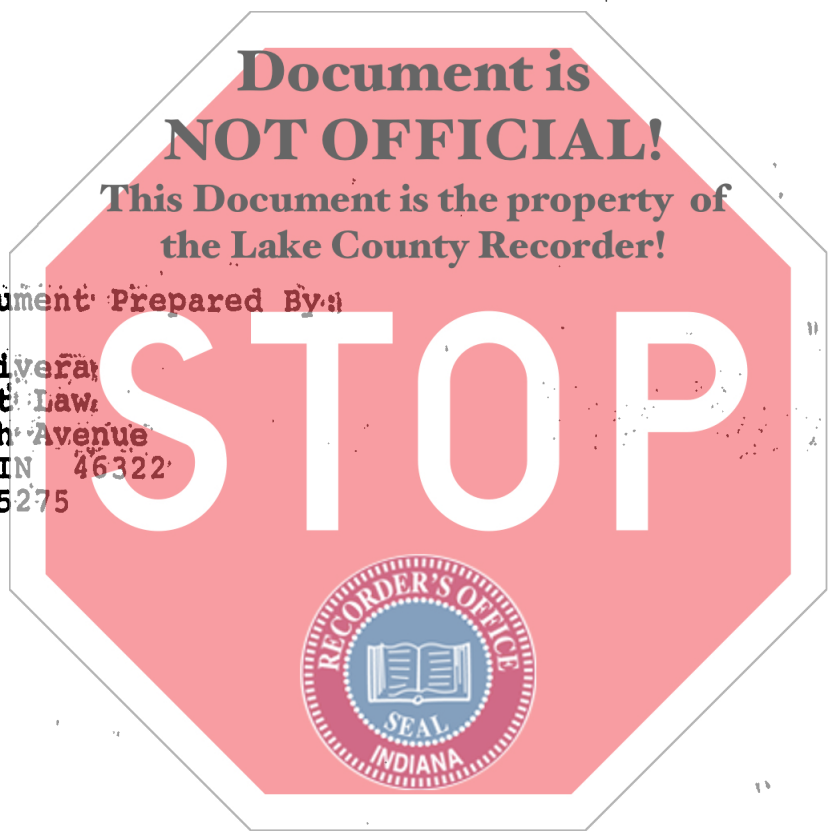 Document is
NOT OFFICIAL!
This Document is the property of
the Lake County Recorder!
ument Prepared By:
ivera
t Law
h Avenue
IN 46322
5275
STOP
RECORDER'S OFFICE
SEAL
INDIANA